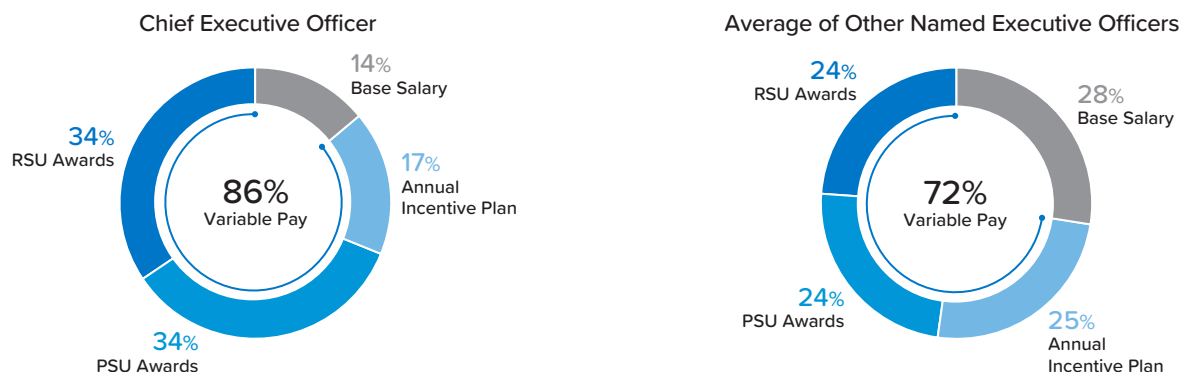 Chief Executive Officer
14%
Base Salary
17%
Annual
Incentive Plan
34%
PSU Awards
34%
RSU Awards
86%
Variable Pay
Average of Other Named Executive Officers
28%
Base Salary
25%
Annual
Incentive Plan
24%
PSU Awards
24%
RSU Awards
72%
Variable Pay